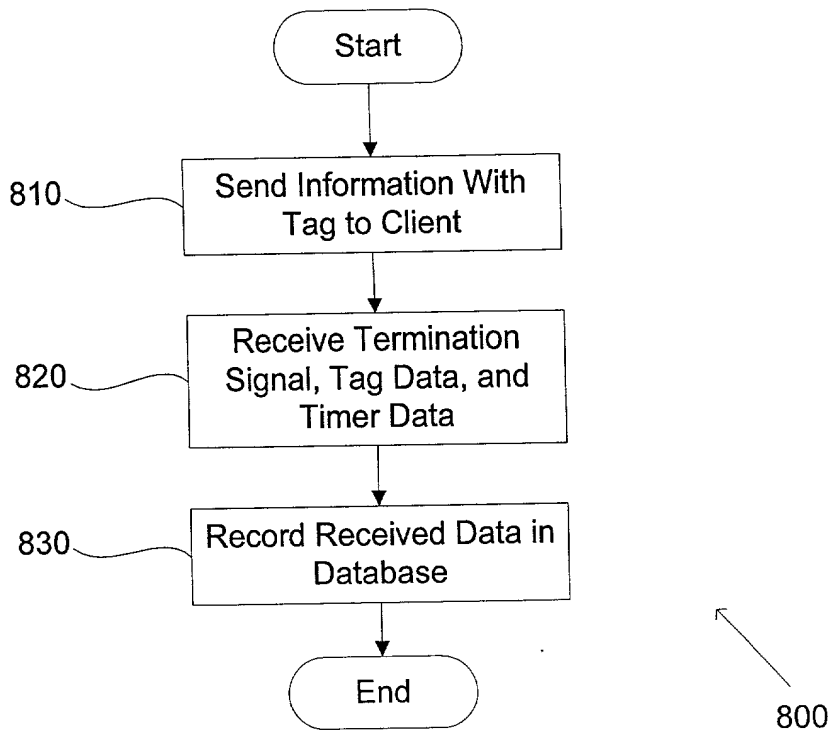 Start
810
Send Information With
Tag to Client
820
Receive Termination
Signal, Tag Data, and
Timer Data
830
Record Received Data in
Database
End
800